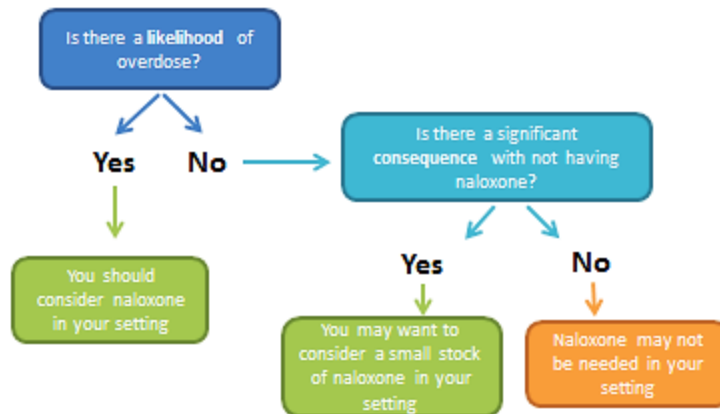 Is there a likelihood of
overdose?
Yes
No
Is there a significant
consequence with not having
naloxone?
You should
consider naloxone
in your setting
Yes
No
You may want to
consider a small stock
of naloxone in your
setting
Naloxone may not
be needed in your
setting